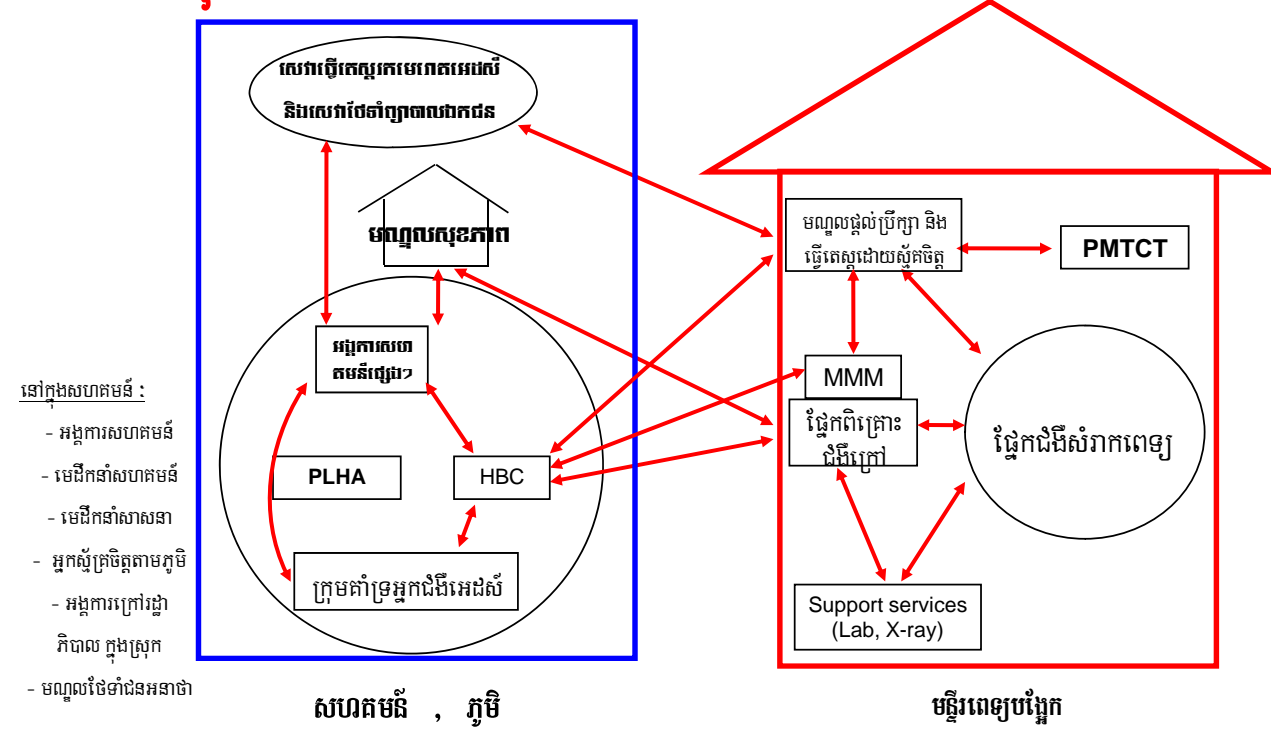 សេវាធ្វើតេស្តរកមេរោគអេដស៍
និងសេវាថែទាំព្យាបាលឯកជន
មណ្ឌលសុខភាព
អង្គការសហ
គមន៍ផ្សេងៗ
PLHA
HBC
ក្រុមគាំទ្រអ្នកជំងឺអេដស៍
នៅក្នុងសហគមន៍ :
- អង្គការសហគមន៍
- មេដឹកនាំសហគមន៍
- មេដឹកនាំសាសនា
- អ្នកស្ម័គ្រចិត្តតាមភូមិ
- អង្គការក្រៅរដ្ឋា
ភិបាល ក្នុងស្រុក
- មណ្ឌលថែទាំជនអនាថា
សហគមន៍ , ភូមិ
មណ្ឌលផ្តល់ប្រឹក្សា និង
ធ្វើតេស្តដោយស្ម័គចិត្ត
PMTCT
MMM
ផ្នែកពិគ្រោះ
ជំងឺក្រៅ
ផ្នែកជំងឺសំរាកពេទ្យ
Support services
(Lab, X-ray)
មន្ទីរពេទ្យបង្អែក